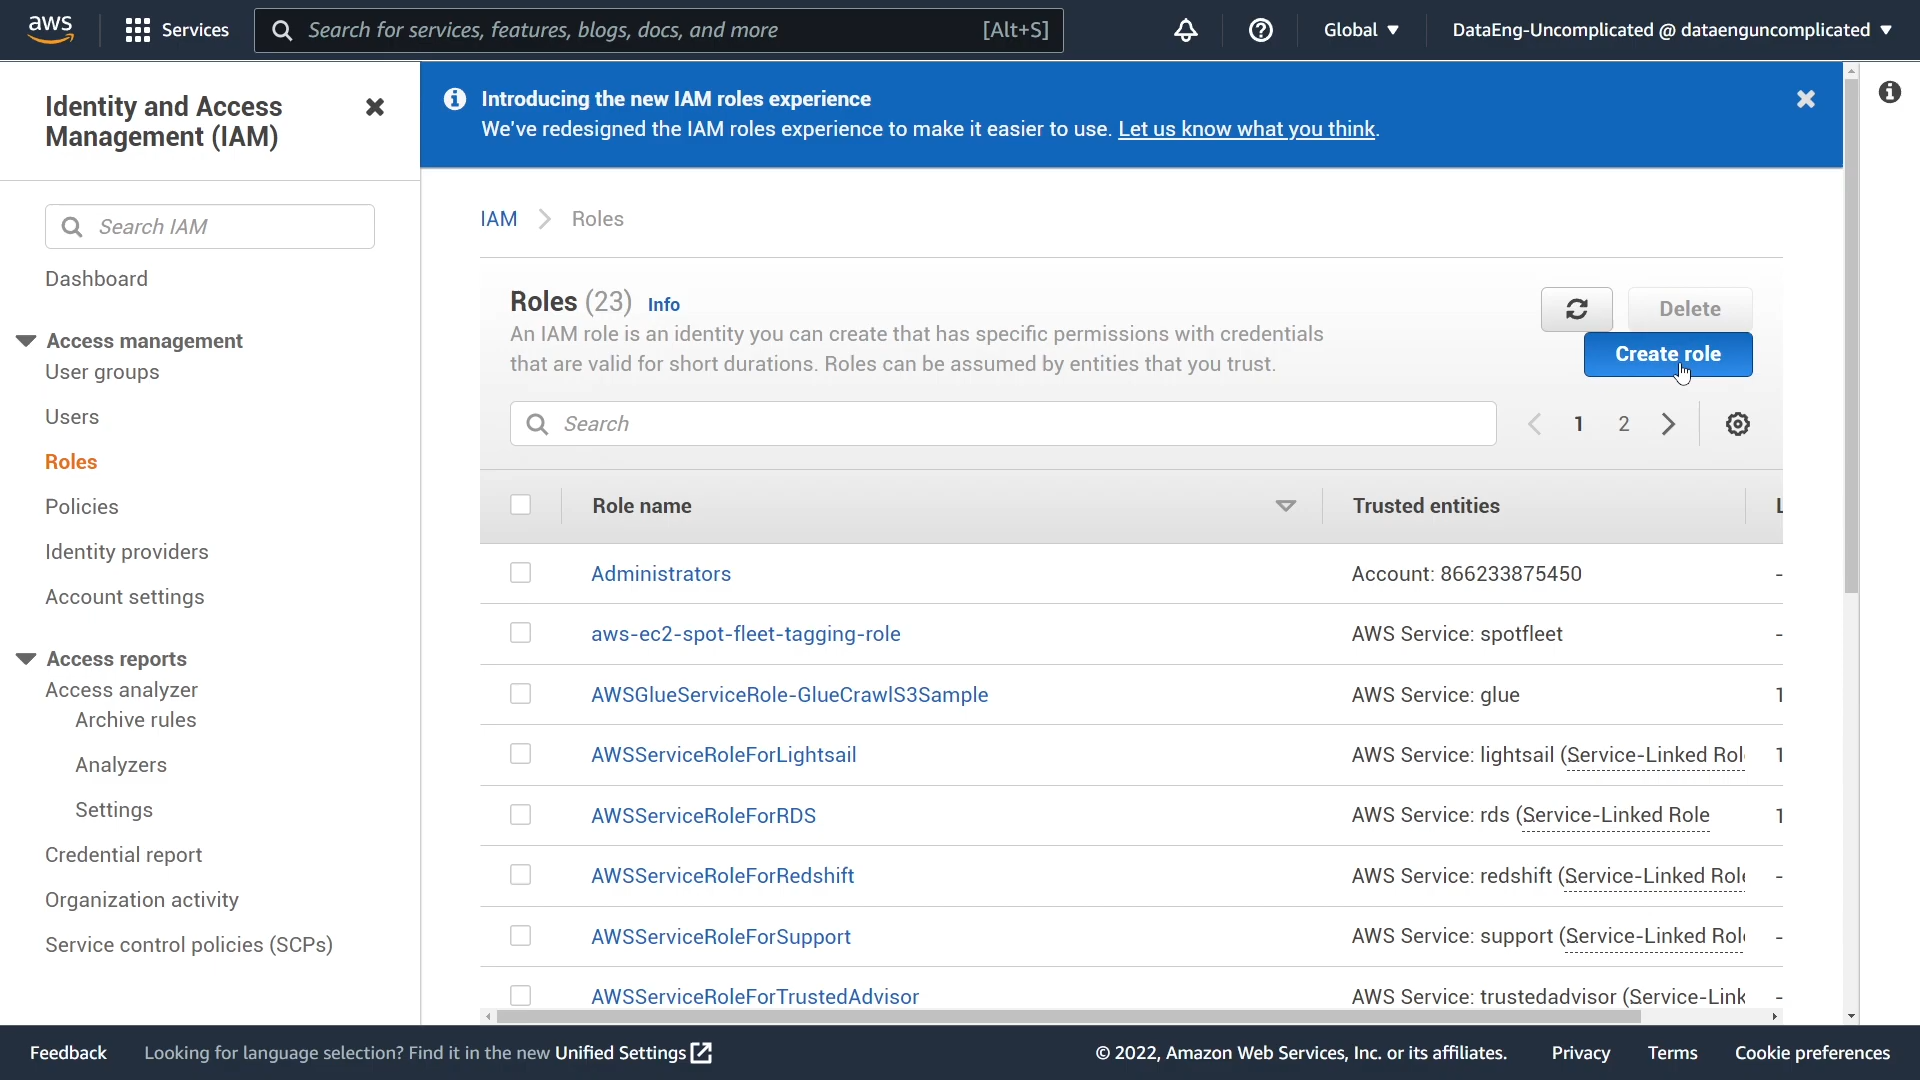 aws
Services
Search for services, features, blogs, docs, and more
[Alt+S]
Global
DataEng-Uncomplicated @ dataenguncomplicated
Identity and Access
Management (IAM)
Search IAM
Dashboard
Access management
User groups
Users
Roles
Policies
Identity providers
Account settings
Access reports
Access analyzer
Archive rules
Analyzers
Settings
Credential report
Organization activity
Service control policies (SCPs)
Introducing the new IAM roles experience
We've redesigned the IAM roles experience to make it easier to use. Let us know what you think.
IAM > Roles
Roles (23) Info
An IAM role is an identity you can create that has specific permissions with credentials
that are valid for short durations. Roles can be assumed by entities that you trust.
Delete
Create role
Search
1 2
Role name Trusted entities L
Administrators Account: 866233875450 -
aws-ec2-spot-fleet-tagging-role AWS Service: spotfleet -
AWSGlueServiceRole-GlueCrawlS3Sample AWS Service: glue 1
AWSServiceRoleForLightsail AWS Service: lightsail (Service-Linked Rol 1
AWSServiceRoleForRDS AWS Service: rds (Service-Linked Role 1
AWSServiceRoleForRedshift AWS Service: redshift (Service-Linked Role -
AWSServiceRoleForSupport AWS Service: support (Service-Linked Role -
AWSServiceRoleForTrustedAdvisor AWS Service: trustedadvisor (Service-Link -
Feedback
Looking for language selection? Find it in the new Unified Settings
© 2022, Amazon Web Services, Inc. or its affiliates.
Privacy
Terms
Cookie preferences